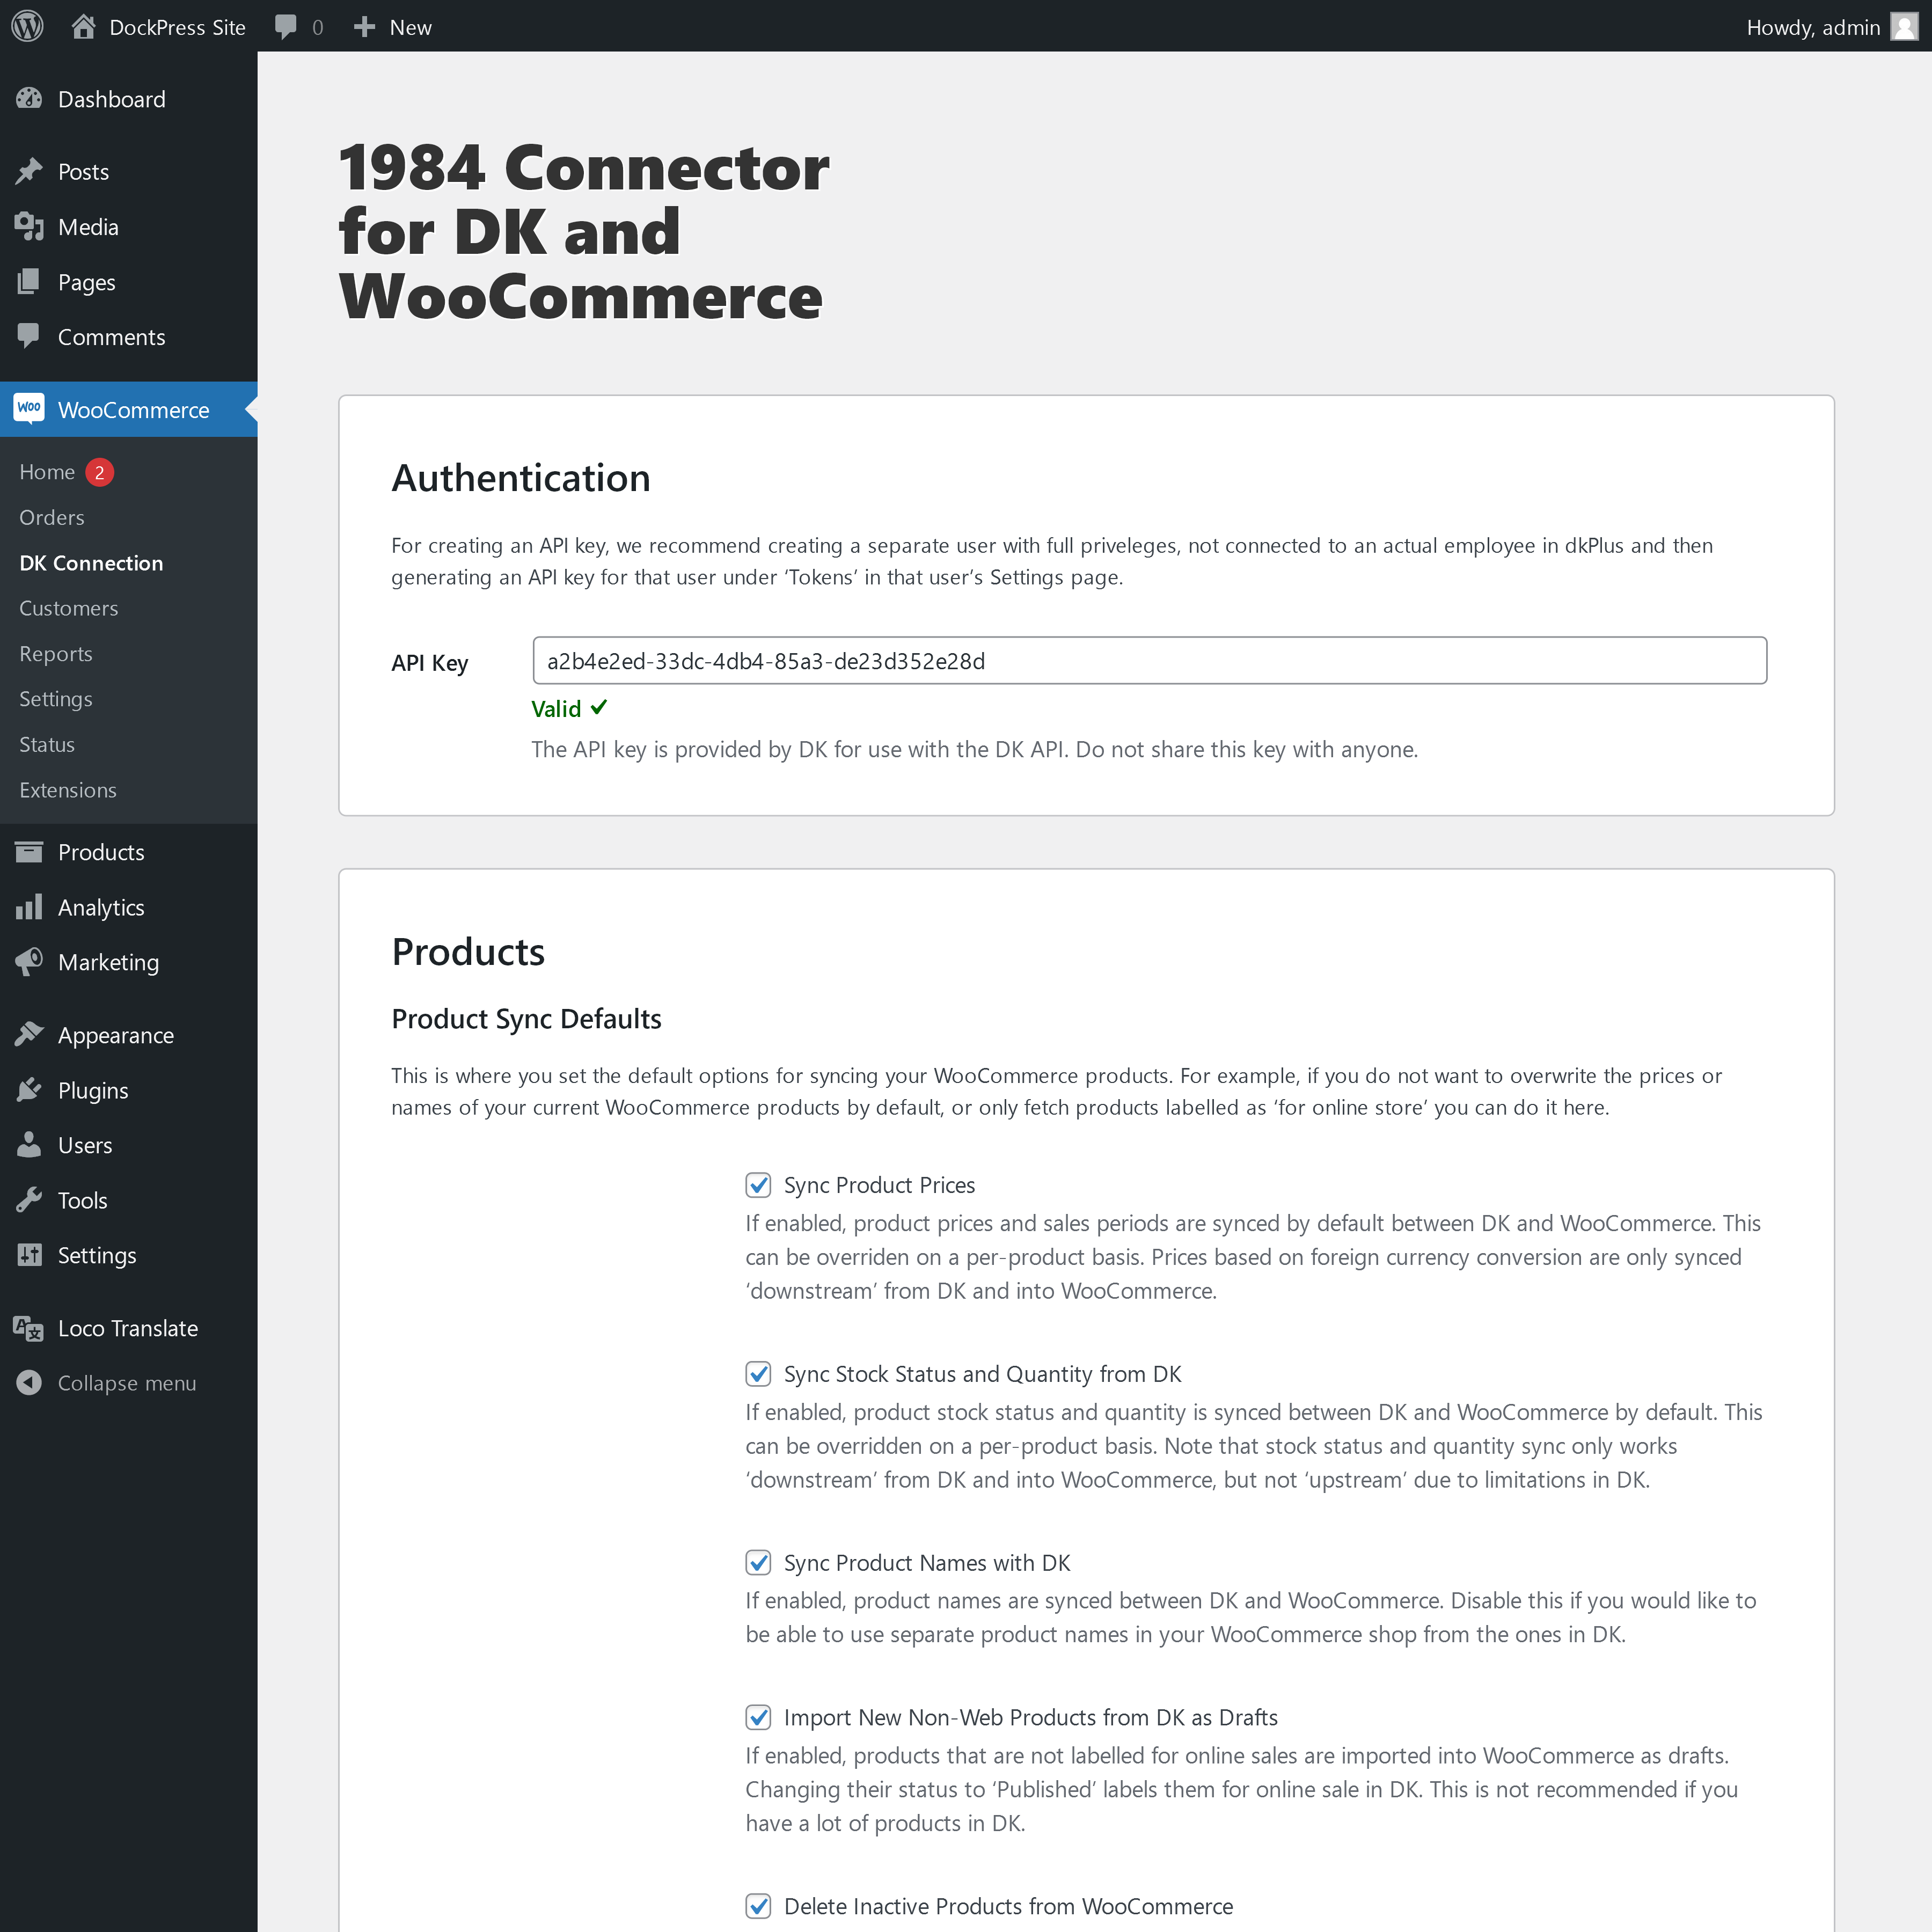 DockPress Site
0
New
Howdy, admin
Dashboard
Posts
Media
Pages
Comments
Woo
WooCommerce
Home 2
Orders
DK Connection
Customers
Reports
Settings
Status
Extensions
Products
Analytics
Marketing
Appearance
Plugins
Users
Tools
Settings
Loco Translate
Collapse menu
1984 Connector
for DK and
WooCommerce
Authentication
For creating an API key, we recommend creating a separate user with full priveleges, not connected to an actual employee in dkPlus and then
generating an API key for that user under ‘Tokens’ in that user’s Settings page.
API Key
a2b4e2ed-33dc-4db4-85a3-de23d352e28d
Valid ✓
The API key is provided by DK for use with the DK API. Do not share this key with anyone.
Products
Product Sync Defaults
This is where you set the default options for syncing your WooCommerce products. For example, if you do not want to overwrite the prices or
names of your current WooCommerce products by default, or only fetch products labelled as ‘for online store’ you can do it here.
Sync Product Prices
If enabled, product prices and sales periods are synced by default between DK and WooCommerce. This
can be overriden on a per-product basis. Prices based on foreign currency conversion are only synced
‘downstream’ from DK and into WooCommerce.
Sync Stock Status and Quantity from DK
If enabled, product stock status and quantity is synced between DK and WooCommerce by default. This
can be overridden on a per-product basis. Note that stock status and quantity sync only works
‘downstream’ from DK and into WooCommerce, but not ‘upstream’ due to limitations in DK.
Sync Product Names with DK
If enabled, product names are synced between DK and WooCommerce. Disable this if you would like to
be able to use separate product names in your WooCommerce shop from the ones in DK.
Import New Non-Web Products from DK as Drafts
If enabled, products that are not labelled for online sales are imported into WooCommerce as drafts.
Changing their status to ‘Published’ labels them for online sale in DK. This is not recommended if you
have a lot of products in DK.
Delete Inactive Products from WooCommerce